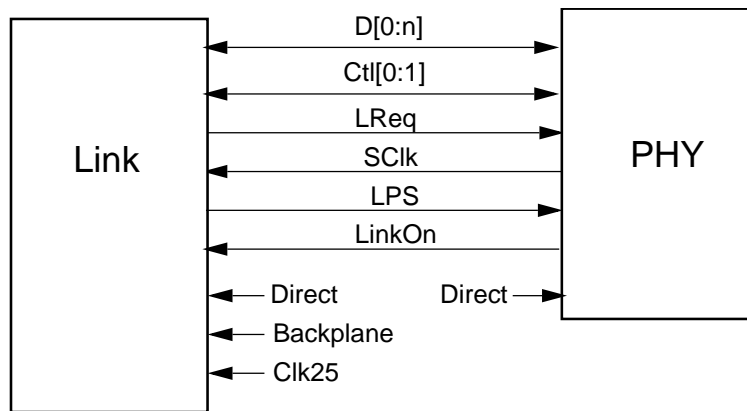 D[0:n]
Ctl[0:1]
LReq
Link
SClk
PHY
LPS
LinkOn
Direct
Direct
Backplane
Clk25